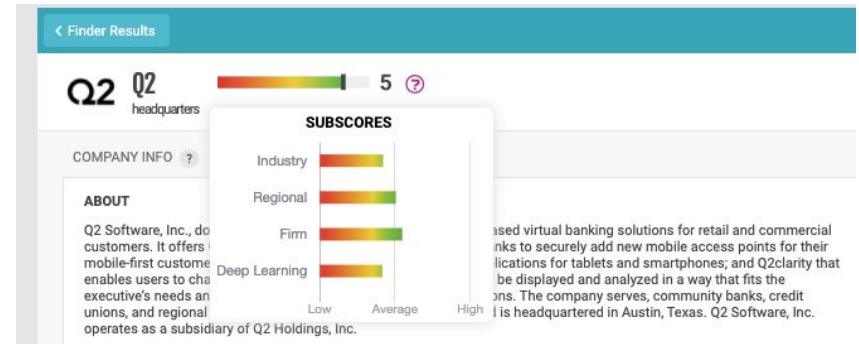 Finder Results
Q2 Q2 5 ?
headquarters
SUBSCORES
COMPANY INFO ?
Industry
Regional
Firm
Deep Learning
Low Average High
ABOUT
Q2 Software, Inc., do ased virtual banking solutions for retail and commercial
customers. It offers nks to securely add new mobile access points for their
mobile-first custome lications for tablets and smartphones; and Q2clarity that
enables users to cha be displayed and analyzed in a way that fits the
executive's needs an ons. The company serves, community banks, credit
unions, and regional is headquartered in Austin, Texas. Q2 Software, Inc.
operates as a subsidiary of Q2 Holdings, Inc.